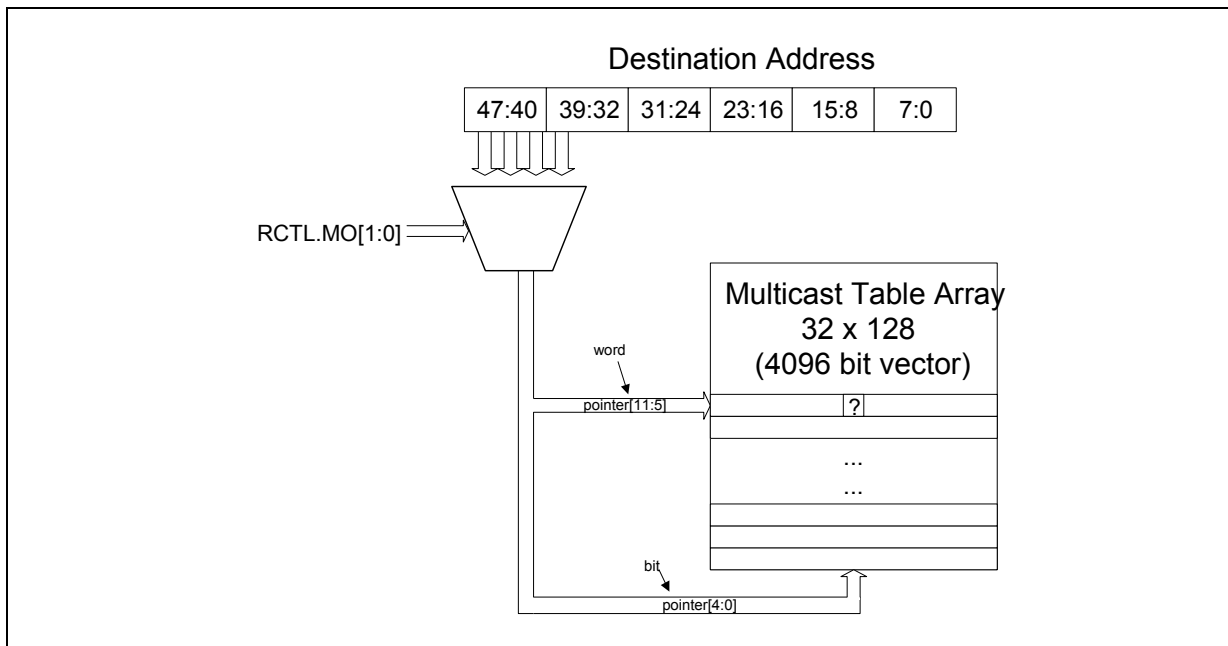 Destination Address
47:40 39:32 31:24 23:16 15:8 7:0
RCTL.MO[1:0]
Multicast Table Array
32 x 128
(4096 bit vector)
word
pointer[11:5]
?
...
...
bit
pointer[4:0]